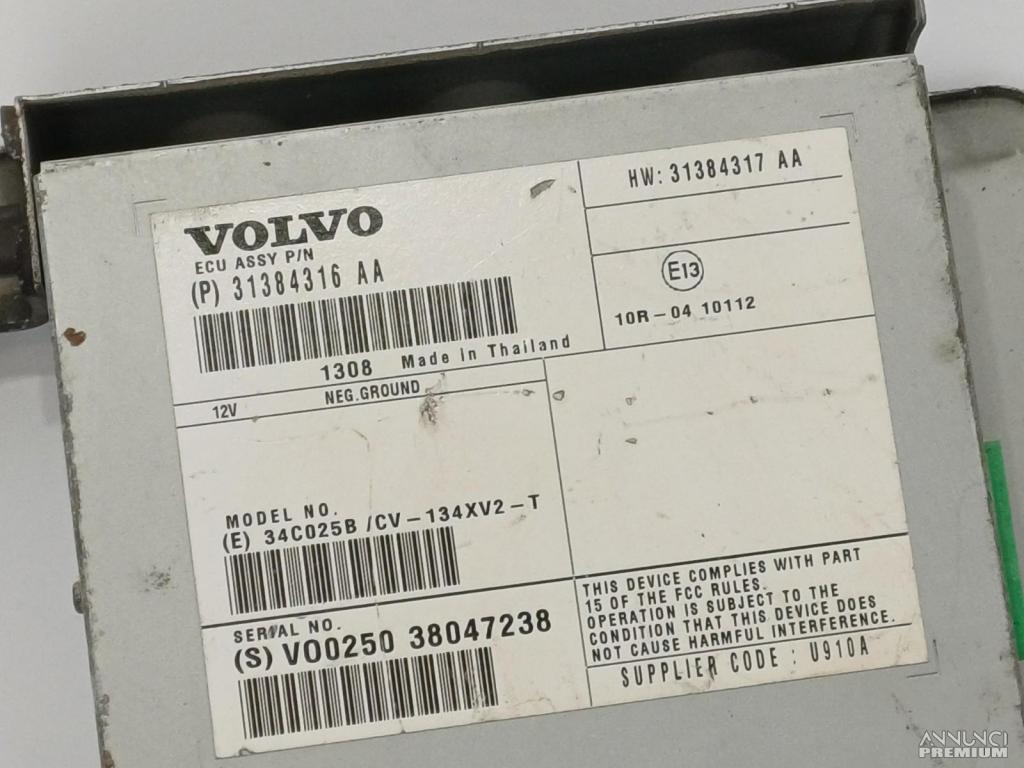 VOLVO
ECU ASSY P/N
(P) 31384316 AA
1308 Made in Thailand
12V NEG.GROUND
MODEL NO.
(E) 34C025B /CV-134XV2-T
SERIAL NO.
(S) VO0250 38047238
HW: 31384317 AA
E13
10R-04 10112
THIS DEVICE COMPLIES WITH PART
15 OF THE FCC RULES.
OPERATION IS SUBJECT TO THE
CONDITION THAT THIS DEVICE DOES
NOT CAUSE HARMFUL INTERFERENCE.
SUPPLIER CODE : U910A
ANNUNCI
PREMIUM